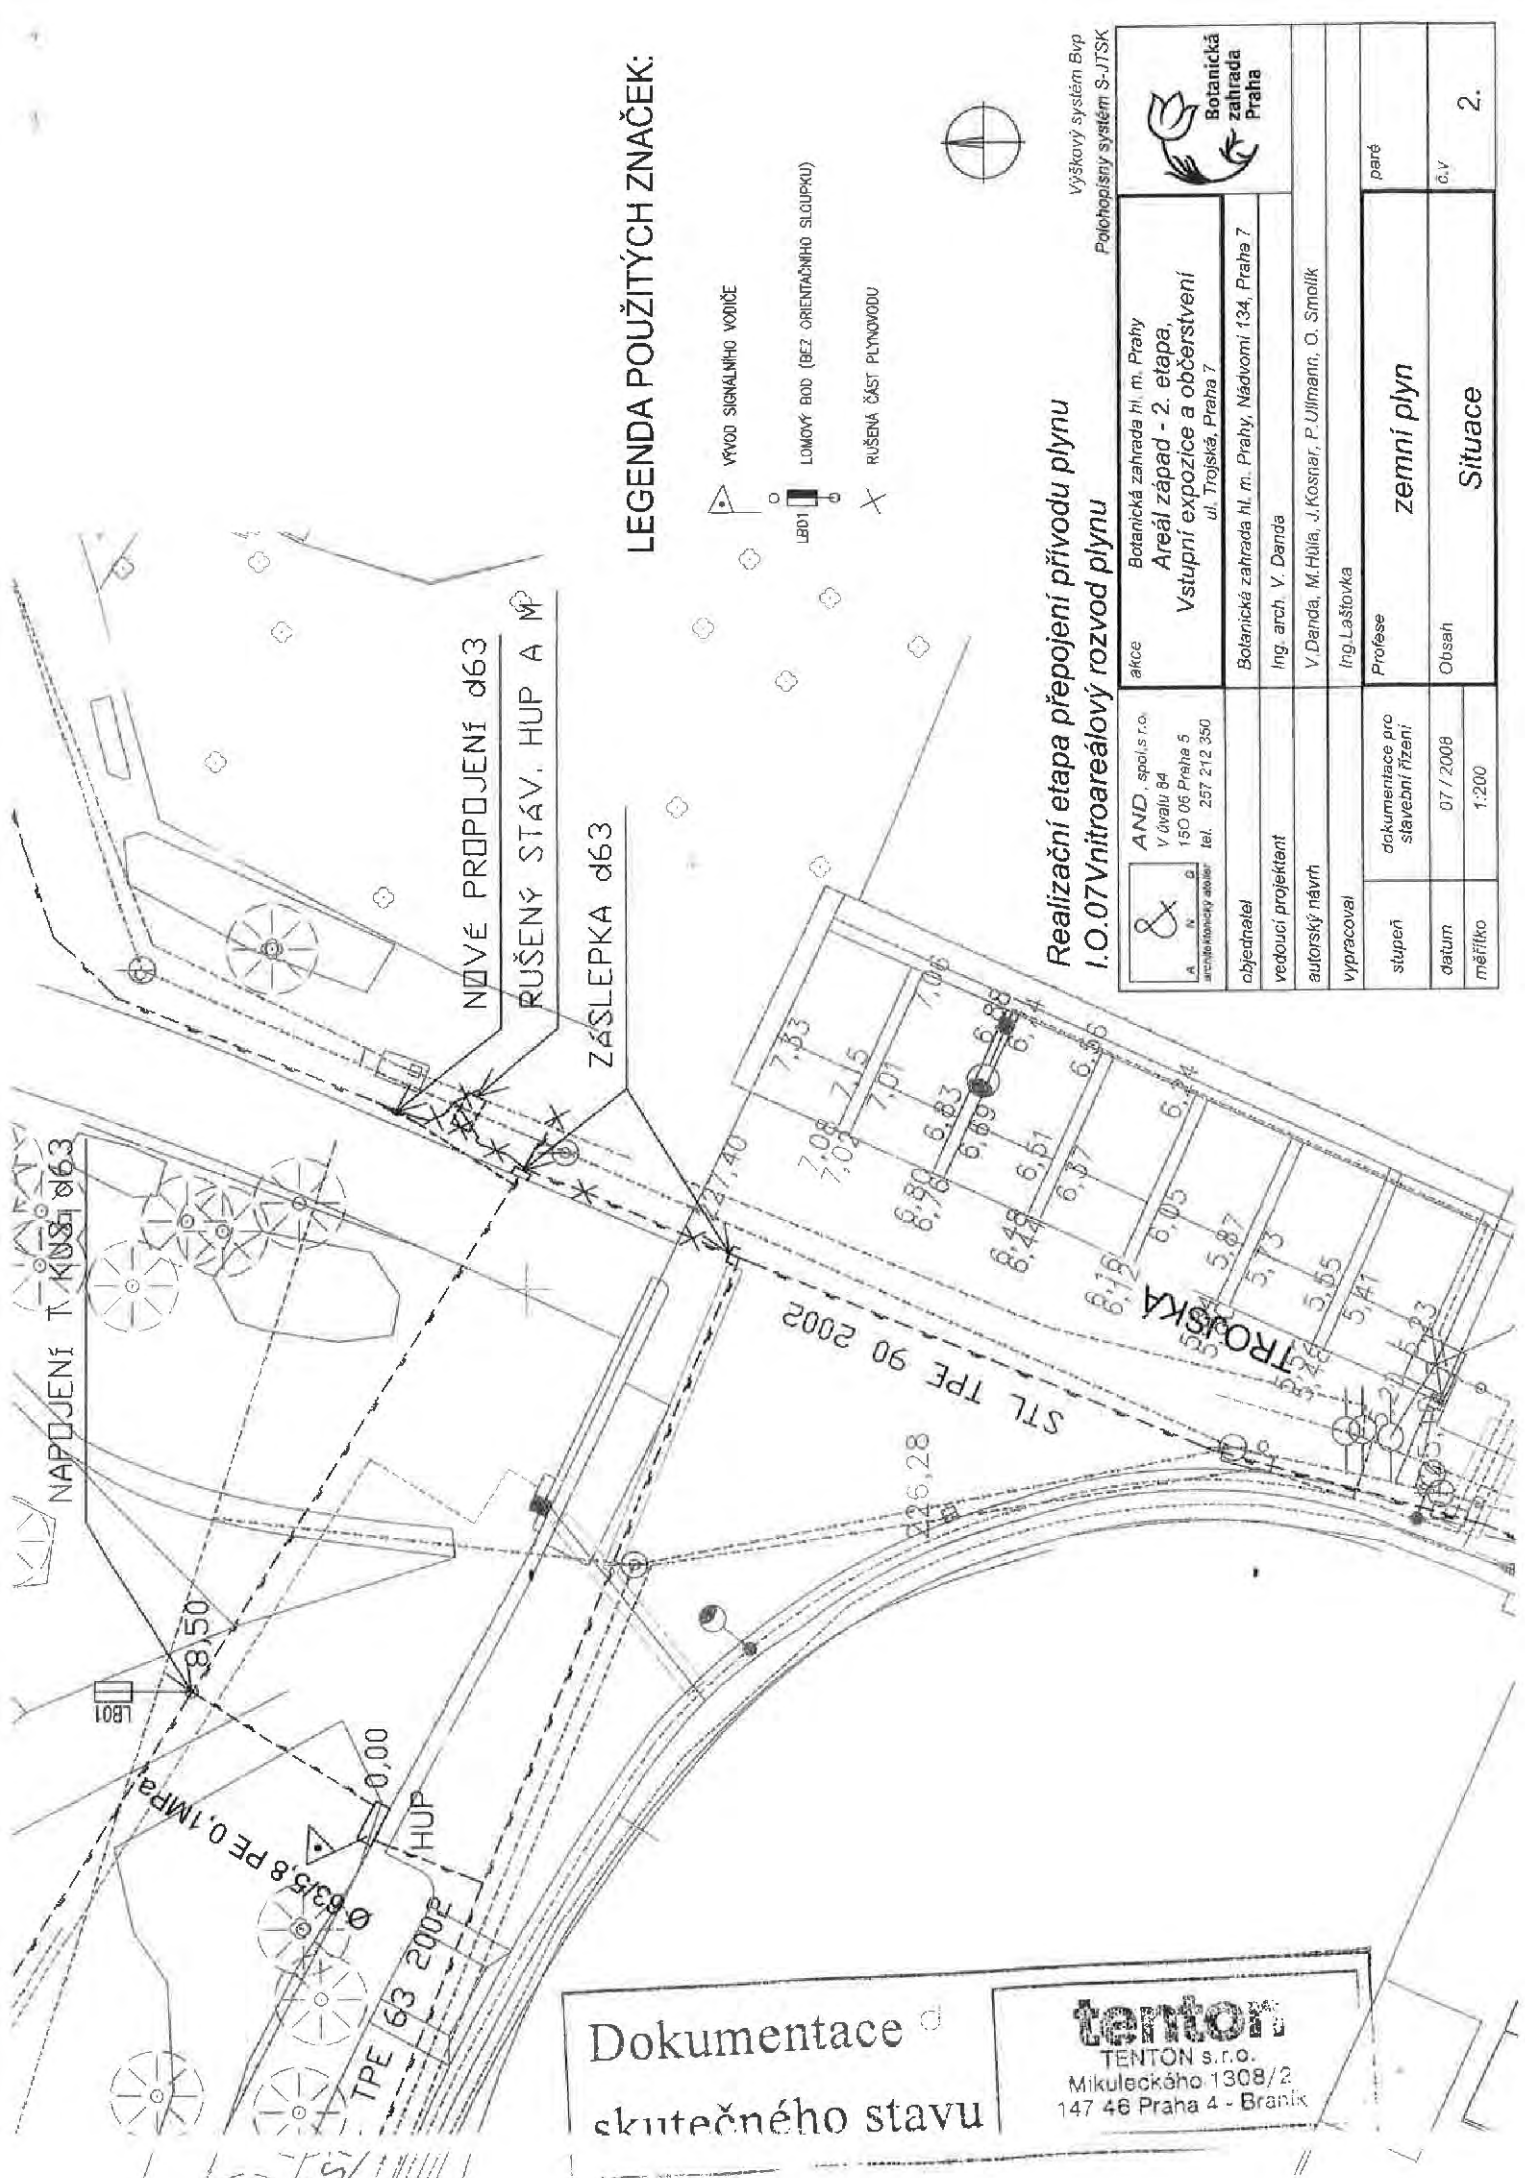 LEGENDA POUŽITÝCH ZNAČEK:
VÝVOD SIGNÁLNÍHO VODIČE
LB01
LOMOVÝ BOD (BEZ ORIENTAČNÍHO SLOUPKU)
RUŠENÁ ČÁST PLYNOVODU
NAPOJENÍ T KUS d63
NOVÉ PROPOJENÍ d63
RUŠENÝ STÁV. HUP A M
ZÁSLEPKA d63
LB01
8,50
0,00
HUP
Ø 63/5,8 PE 0,1MPa
TPE 63 2002
STL TPE 90 2002
TROJSKÁ
226,28
227,40
7,33
7,15
7,06
7,01
7,08
7,02
6,88
6,74
6,83
6,69
6,80
6,76
6,56
6,51
6,37
6,48
6,42
6,24
6,05
6,16
6,12
5,87
5,73
5,55
5,41
Výškový systém Bvp
Polohopisný systém S-JTSK
Realizační etapa přepojení přívodu plynu
I.O.07Vnitroareálový rozvod plynu
A N D
architektonický atelier
AND, spol.s r.o.
V úvalu 84
150 06 Praha 5
tel. 257 212 350
akce
Botanická zahrada hl. m. Prahy
Areál západ - 2. etapa,
Vstupní expozice a občerstvení
ul. Trojská, Praha 7
Botanická
zahrada
Praha
objednatel
Botanická zahrada hl. m. Prahy, Nádvorní 134, Praha 7
vedoucí projektant
Ing. arch. V. Danda
autorský návrh
V.Danda, M.Hůla, J.Kosnar, P.Ullmann, O. Smolík
vypracoval
Ing.Laštovka
stupeň
dokumentace pro
stavební řízení
Profese
zemní plyn
paré
datum
07 / 2008
Obsah
Situace
č.v
2.
měřítko
1:200
Dokumentace
skutečného stavu
tenton
TENTON s.r.o.
Mikuleckého 1308/2
147 46 Praha 4 - Braník